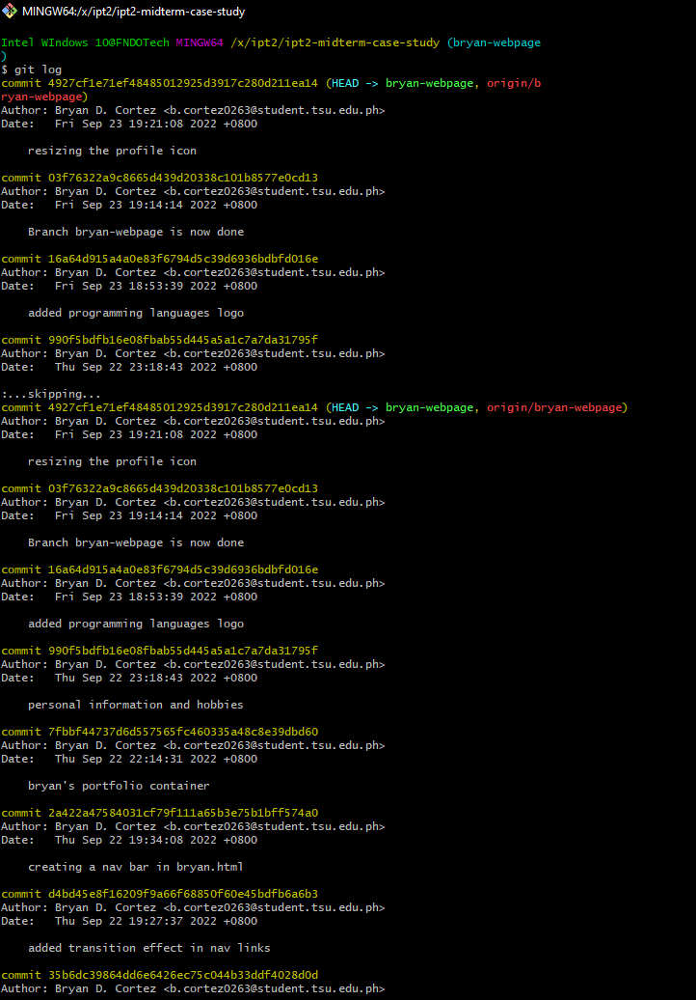 MINGW64:/x/ipt2/ipt2-midterm-case-study
Intel WIndows 10@FNDOTech MINGW64 /x/ipt2/ipt2-midterm-case-study (bryan-webpage
)
$ git log
commit 4927cf1e71ef48485012925d3917c280d211ea14 (HEAD -> bryan-webpage, origin/b
ryan-webpage)
Author: Bryan D. Cortez <b.cortez0263@student.tsu.edu.ph>
Date:   Fri Sep 23 19:21:08 2022 +0800
resizing the profile icon
commit 03f76322a9c8665d439d20338c101b8577e0cd13
Author: Bryan D. Cortez <b.cortez0263@student.tsu.edu.ph>
Date:   Fri Sep 23 19:14:14 2022 +0800
Branch bryan-webpage is now done
commit 16a64d915a4a0e83f6794d5c39d6936bdbfd016e
Author: Bryan D. Cortez <b.cortez0263@student.tsu.edu.ph>
Date:   Fri Sep 23 18:53:39 2022 +0800
added programming languages logo
commit 990f5bdfb16e08fbab55d445a5a1c7a7da31795f
Author: Bryan D. Cortez <b.cortez0263@student.tsu.edu.ph>
Date:   Thu Sep 22 23:18:43 2022 +0800
:...skipping...
commit 4927cf1e71ef48485012925d3917c280d211ea14 (HEAD -> bryan-webpage, origin/bryan-webpage)
Author: Bryan D. Cortez <b.cortez0263@student.tsu.edu.ph>
Date:   Fri Sep 23 19:21:08 2022 +0800
resizing the profile icon
commit 03f76322a9c8665d439d20338c101b8577e0cd13
Author: Bryan D. Cortez <b.cortez0263@student.tsu.edu.ph>
Date:   Fri Sep 23 19:14:14 2022 +0800
Branch bryan-webpage is now done
commit 16a64d915a4a0e83f6794d5c39d6936bdbfd016e
Author: Bryan D. Cortez <b.cortez0263@student.tsu.edu.ph>
Date:   Fri Sep 23 18:53:39 2022 +0800
added programming languages logo
commit 990f5bdfb16e08fbab55d445a5a1c7a7da31795f
Author: Bryan D. Cortez <b.cortez0263@student.tsu.edu.ph>
Date:   Thu Sep 22 23:18:43 2022 +0800
personal information and hobbies
commit 7fbbf44737d6d557565fc460335a48c8e39dbd60
Author: Bryan D. Cortez <b.cortez0263@student.tsu.edu.ph>
Date:   Thu Sep 22 22:14:31 2022 +0800
bryan's portfolio container
commit 2a422a47584031cf79f111a65b3e75b1bff574a0
Author: Bryan D. Cortez <b.cortez0263@student.tsu.edu.ph>
Date:   Thu Sep 22 19:34:08 2022 +0800
creating a nav bar in bryan.html
commit d4bd45e8f16209f9a66f68850f60e45bdfb6a6b3
Author: Bryan D. Cortez <b.cortez0263@student.tsu.edu.ph>
Date:   Thu Sep 22 19:27:37 2022 +0800
added transition effect in nav links
commit 35b6dc39864dd6e6426ec75c044b33ddf4028d0d
Author: Bryan D. Cortez <b.cortez0263@student.tsu.edu.ph>